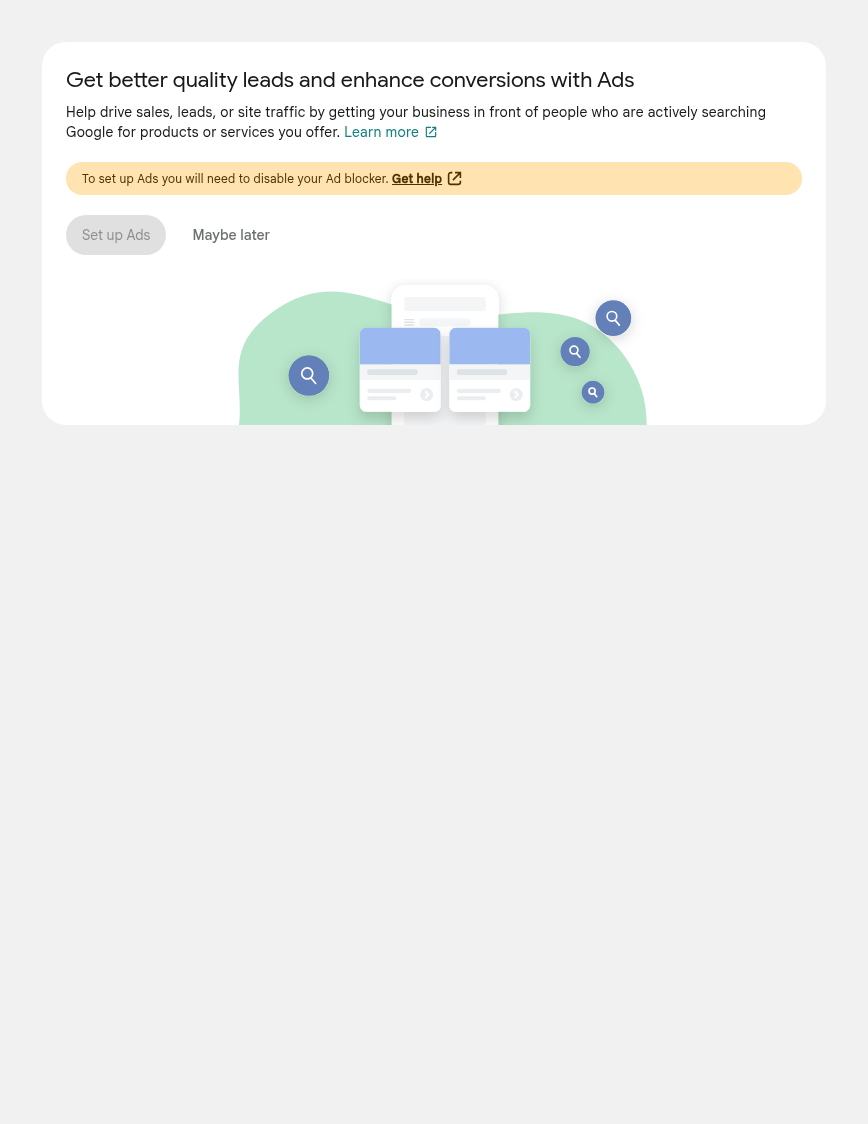 Get better quality leads and enhance conversions with Ads
Help drive sales, leads, or site traffic by getting your business in front of people who are actively searching
Google for products or services you offer. Learn more
To set up Ads you will need to disable your Ad blocker. Get help
Set up Ads
Maybe later